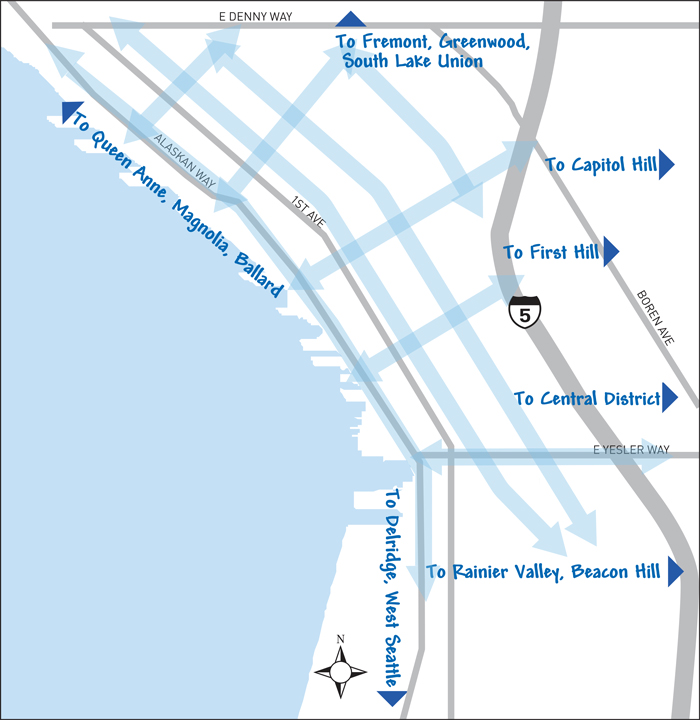 E DENNY WAY
To Fremont, Greenwood,
South Lake Union
To Queen Anne, Magnolia, Ballard
ALASKAN WAY
To Capitol Hill
1ST AVE
To First Hill
5
BOREN AVE
To Central District
E YESLER WAY
To Delridge, West Seattle
To Rainier Valley, Beacon Hill
N